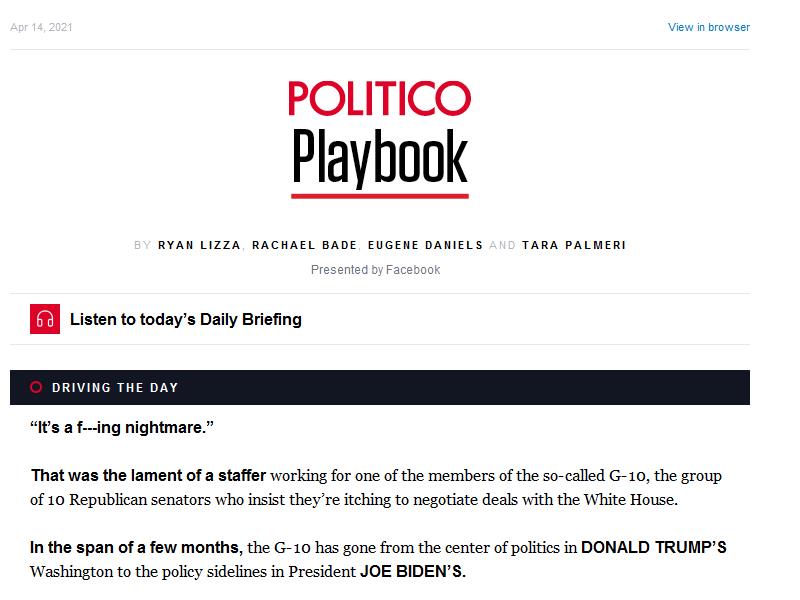 Apr 14, 2021 View in browser
POLITICO
Playbook
BY RYAN LIZZA, RACHAEL BADE, EUGENE DANIELS AND TARA PALMERI
Presented by Facebook
Listen to today’s Daily Briefing
DRIVING THE DAY
“It’s a f---ing nightmare.”
That was the lament of a staffer working for one of the members of the so-called G-10, the group
of 10 Republican senators who insist they’re itching to negotiate deals with the White House.
In the span of a few months, the G-10 has gone from the center of politics in DONALD TRUMP’S
Washington to the policy sidelines in President JOE BIDEN’S.